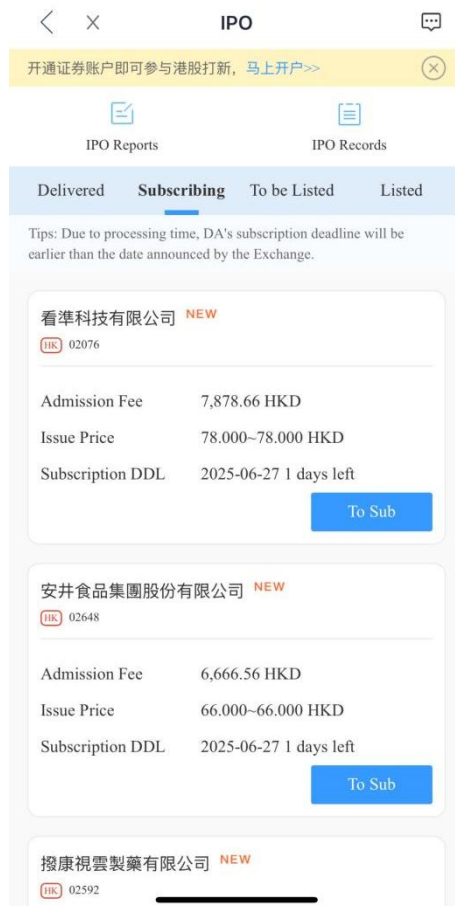 IPO
开通证券账户即可参与港股打新，马上开户>>
IPO Reports
IPO Records
Delivered Subscribing To be Listed Listed
Tips: Due to processing time, DA's subscription deadline will be
earlier than the date announced by the Exchange.
看準科技有限公司 NEW
HK 02076
Admission Fee 7,878.66 HKD
Issue Price 78.000~78.000 HKD
Subscription DDL 2025-06-27 1 days left
To Sub
安井食品集團股份有限公司 NEW
HK 02648
Admission Fee 6,666.56 HKD
Issue Price 66.000~66.000 HKD
Subscription DDL 2025-06-27 1 days left
To Sub
撥康視雲製藥有限公司 NEW
HK 02592